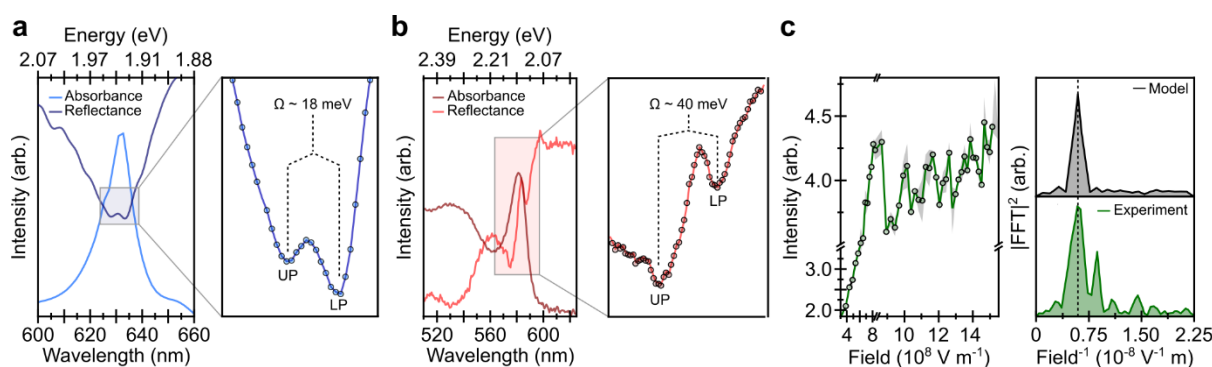 a
Energy (eV)
2.07 1.97 1.91 1.88
Absorbance
Reflectance
Intensity (arb.)
600 620 640 660
Wavelength (nm)
Ω ~ 18 meV
UP
LP
b
Energy (eV)
2.39 2.21 2.07
Absorbance
Reflectance
Intensity (arb.)
520 560 600
Wavelength (nm)
Ω ~ 40 meV
UP
LP
c
Intensity (arb.)
4.5
4.0
3.0
2.5
2.0
4 6 8 10 12 14
Field (10⁸ V m⁻¹)
|FFT|² (arb.)
Model
Experiment
0 0.75 1.5 2.25
Field⁻¹ (10⁻⁸ V⁻¹ m)